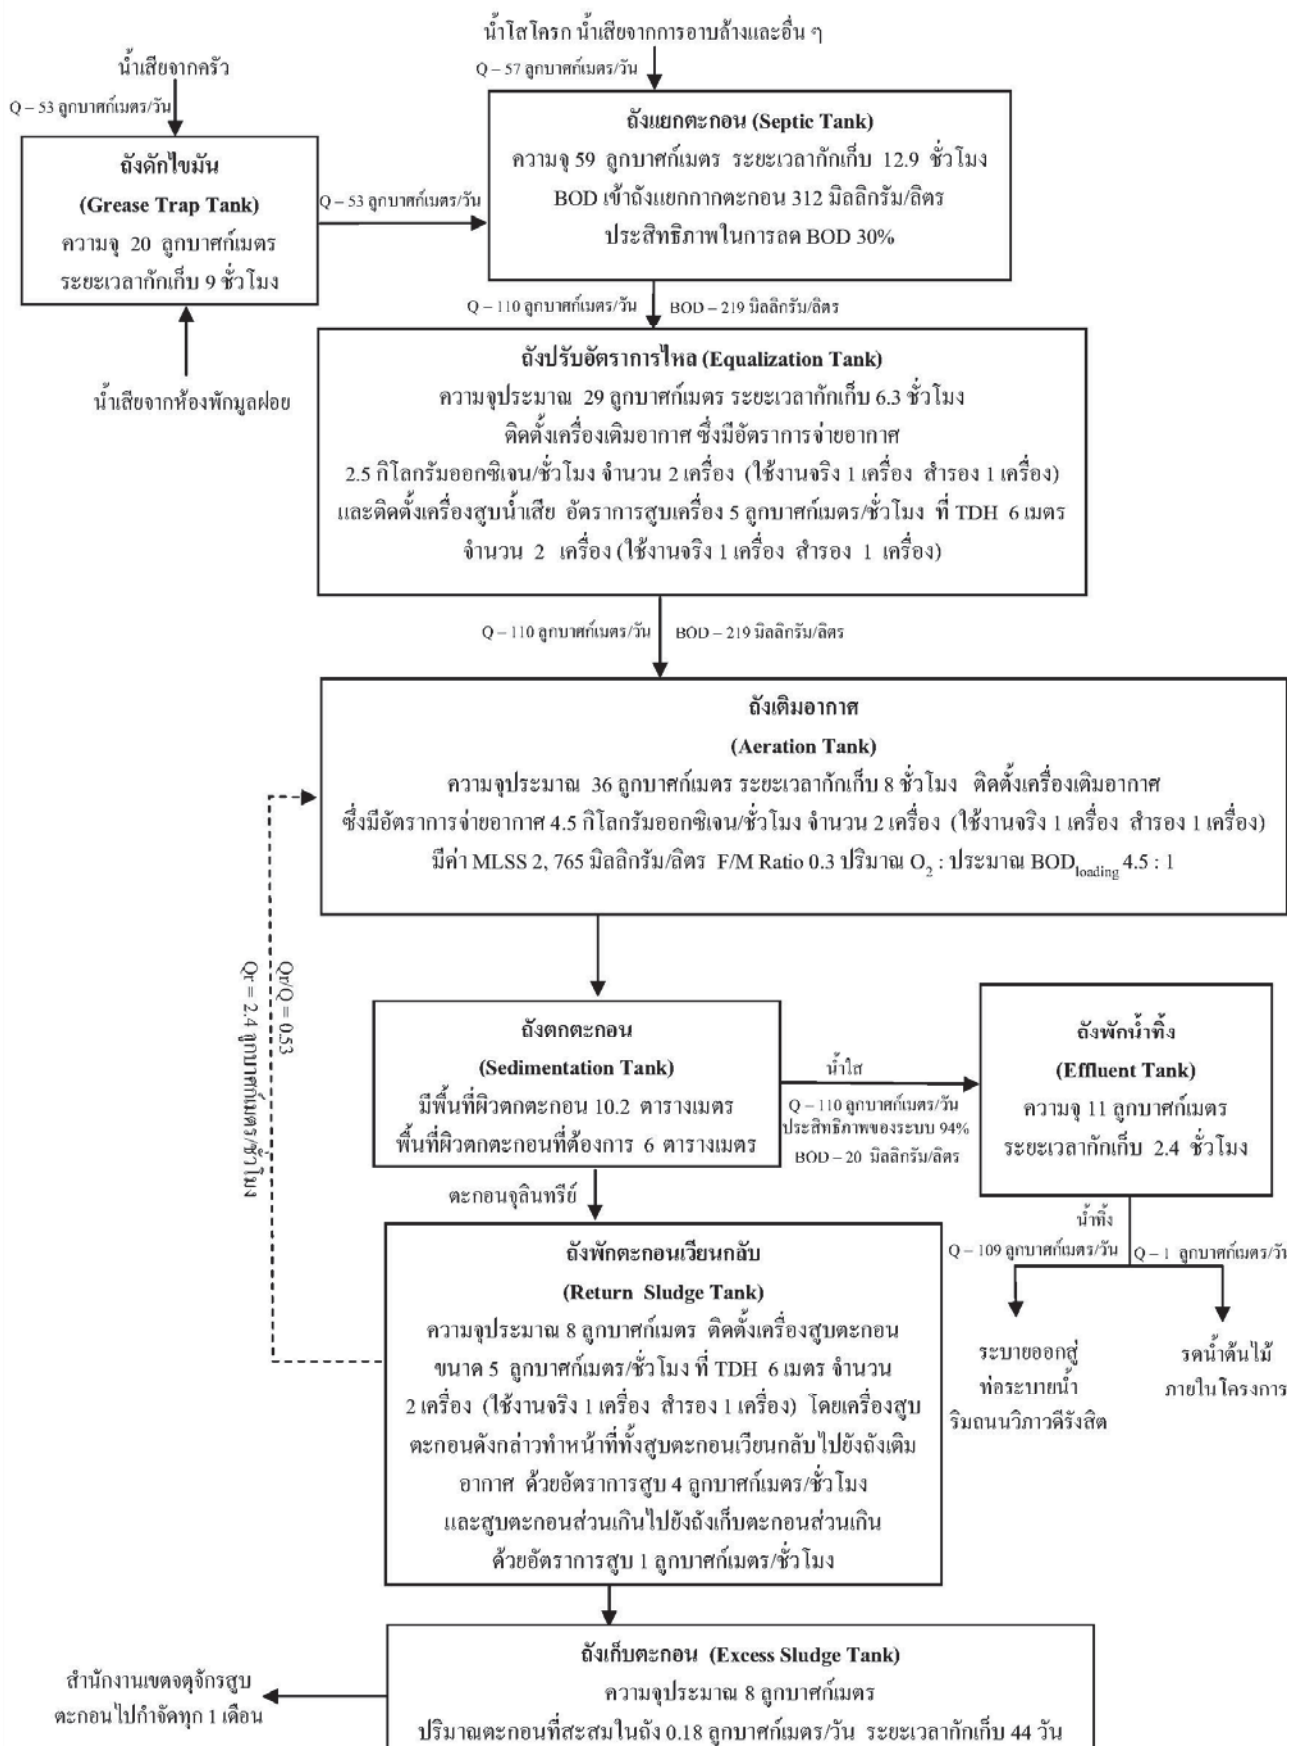 น้ำโสโครก น้ำเสียจากการอาบล้างและอื่น ๆ
น้ำเสียจากครัว
Q – 57 ลูกบาศก์เมตร/วัน
Q – 53 ลูกบาศก์เมตร/วัน
ถังดักไขมัน
(Grease Trap Tank)
ความจุ 20 ลูกบาศก์เมตร
ระยะเวลากักเก็บ 9 ชั่วโมง
น้ำเสียจากห้องพักมูลฝอย
Q – 53 ลูกบาศก์เมตร/วัน
ถังแยกตะกอน (Septic Tank)
ความจุ 59 ลูกบาศก์เมตร ระยะเวลากักเก็บ 12.9 ชั่วโมง
BOD เข้าถังแยกกากตะกอน 312 มิลลิกรัม/ลิตร
ประสิทธิภาพในการลด BOD 30%
Q – 110 ลูกบาศก์เมตร/วัน BOD – 219 มิลลิกรัม/ลิตร
ถังปรับอัตราการไหล (Equalization Tank)
ความจุประมาณ 29 ลูกบาศก์เมตร ระยะเวลากักเก็บ 6.3 ชั่วโมง
ติดตั้งเครื่องเติมอากาศ ซึ่งมีอัตราการจ่ายอากาศ
2.5 กิโลกรัมออกซิเจน/ชั่วโมง จำนวน 2 เครื่อง (ใช้งานจริง 1 เครื่อง สำรอง 1 เครื่อง)
และติดตั้งเครื่องสูบน้ำเสีย อัตราการสูบเครื่อง 5 ลูกบาศก์เมตร/ชั่วโมง ที่ TDH 6 เมตร
จำนวน 2 เครื่อง (ใช้งานจริง 1 เครื่อง สำรอง 1 เครื่อง)
Q – 110 ลูกบาศก์เมตร/วัน BOD – 219 มิลลิกรัม/ลิตร
ถังเติมอากาศ
(Aeration Tank)
ความจุประมาณ 36 ลูกบาศก์เมตร ระยะเวลากักเก็บ 8 ชั่วโมง ติดตั้งเครื่องเติมอากาศ
ซึ่งมีอัตราการจ่ายอากาศ 4.5 กิโลกรัมออกซิเจน/ชั่วโมง จำนวน 2 เครื่อง (ใช้งานจริง 1 เครื่อง สำรอง 1 เครื่อง)
มีค่า MLSS 2, 765 มิลลิกรัม/ลิตร F/M Ratio 0.3 ปริมาณ O2 : ประมาณ BODloading 4.5 : 1
Qr/Q = 0.53
Qr = 2.4 ลูกบาศก์เมตร/ชั่วโมง
ถังตกตะกอน
(Sedimentation Tank)
มีพื้นที่ผิวตกตะกอน 10.2 ตารางเมตร
พื้นที่ผิวตกตะกอนที่ต้องการ 6 ตารางเมตร
น้ำใส
Q – 110 ลูกบาศก์เมตร/วัน
ประสิทธิภาพของระบบ 94%
BOD – 20 มิลลิกรัม/ลิตร
ถังพักน้ำทิ้ง
(Effluent Tank)
ความจุ 11 ลูกบาศก์เมตร
ระยะเวลากักเก็บ 2.4 ชั่วโมง
ตะกอนจุลินทรีย์
น้ำทิ้ง
Q – 109 ลูกบาศก์เมตร/วัน Q – 1 ลูกบาศก์เมตร/วั
ระบายออกสู่
ท่อระบายน้ำ
ริมถนนวิภาวดีรังสิต
รดน้ำต้นไม้
ภายในโครงการ
ถังพักตะกอนเวียนกลับ
(Return Sludge Tank)
ความจุประมาณ 8 ลูกบาศก์เมตร ติดตั้งเครื่องสูบตะกอน
ขนาด 5 ลูกบาศก์เมตร/ชั่วโมง ที่ TDH 6 เมตร จำนวน
2 เครื่อง (ใช้งานจริง 1 เครื่อง สำรอง 1 เครื่อง) โดยเครื่องสูบ
ตะกอนดังกล่าวทำหน้าที่ทั้งสูบตะกอนเวียนกลับไปยังถังเติม
อากาศ ด้วยอัตราการสูบ 4 ลูกบาศก์เมตร/ชั่วโมง
และสูบตะกอนส่วนเกินไปยังถังเก็บตะกอนส่วนเกิน
ด้วยอัตราการสูบ 1 ลูกบาศก์เมตร/ชั่วโมง
ถังเก็บตะกอน (Excess Sludge Tank)
ความจุประมาณ 8 ลูกบาศก์เมตร
ปริมาณตะกอนที่สะสมในถัง 0.18 ลูกบาศก์เมตร/วัน ระยะเวลากักเก็บ 44 วัน
สำนักงานเขตจตุจักรสูบ
ตะกอนไปกำจัดทุก 1 เดือน